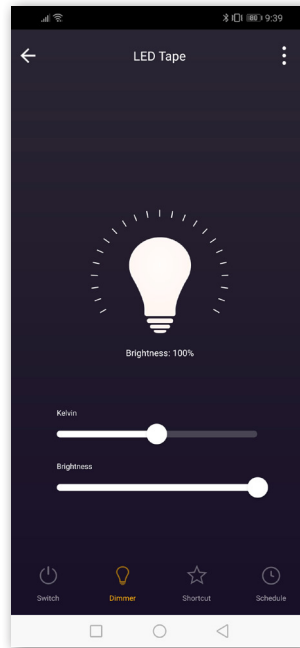 9:39
LED Tape
Brightness: 100%
Kelvin
Brightness
Switch Dimmer Shortcut Schedule